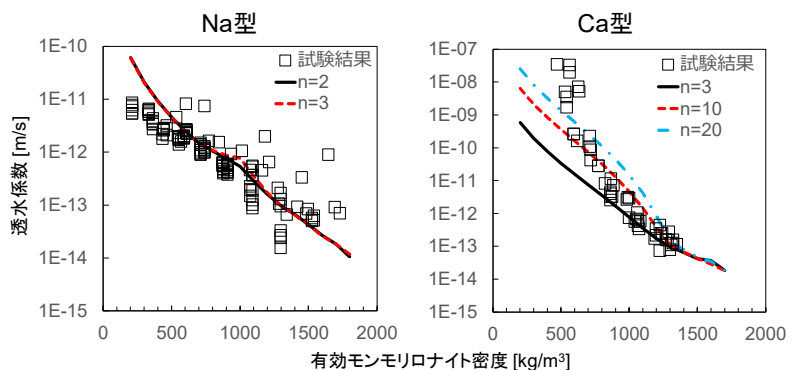 Na型
Ca型
透水係数 [m/s]
1E-10
1E-11
1E-12
1E-13
1E-14
1E-15
試験結果
n=2
n=3
0
500
1000
1500
2000
1E-07
1E-08
1E-09
1E-10
1E-11
1E-12
1E-13
1E-14
1E-15
試験結果
n=3
n=10
n=20
0
500
1000
1500
2000
有効モンモリロナイト密度 [kg/m³]